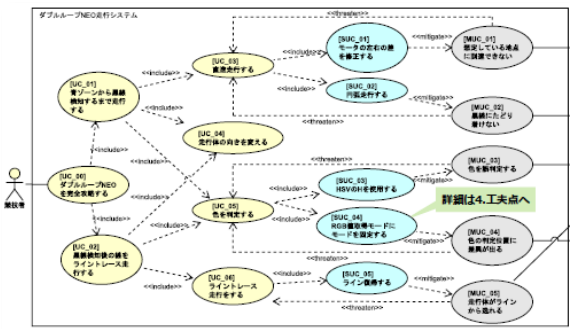 ダブルループNEO走行システム
<<threaten>>
[UC_01]
青ゾーンから黒線
検知するまで走行
する
<<include>>
[UC_03]
直進走行する
<<include>>
[SUC_01]
モータの左右の差
を修正する
<<mitigate>>
[MUC_01]
想定している地点
に到達できない
<<include>>
[SUC_02]
円弧走行する
<<mitigate>>
[MUC_02]
黒線にたどり
着けない
<<threaten>>
<<include>>
[UC_04]
走行体の向きを変える
<<include>>
[UC_00]
ダブルループNEO
を完全攻略する
競技者
<<include>>
<<include>>
<<threaten>>
[MUC_03]
色を誤判定する
<<include>>
[SUC_03]
HSVのHを使用する
<<mitigate>>
[UC_05]
色を判定する
<<include>>
[SUC_04]
RGB値取得モードに
モードを固定する
詳細は4.工夫点へ
<<mitigate>>
[MUC_04]
色の判定位置に
差異が出る
<<threaten>>
[UC_02]
黒線検知後の線を
ライントレース走
行する
<<include>>
<<include>>
[UC_06]
ライントレース
走行をする
<<include>>
[SUC_05]
ライン復帰する
<<mitigate>>
[MUC_05]
走行体がライン
から逸れる
<<threaten>>